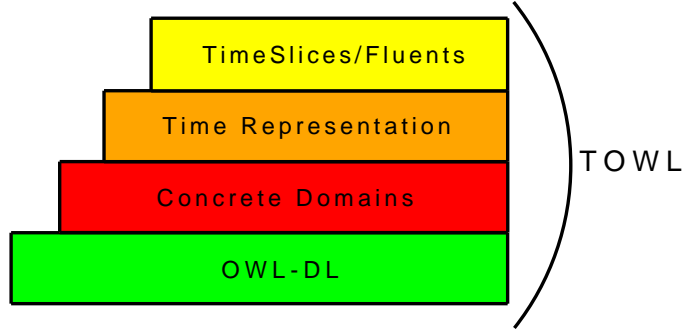 TimeSlices/Fluents
Time Representation
TOWL
Concrete Domains
OWL-DL